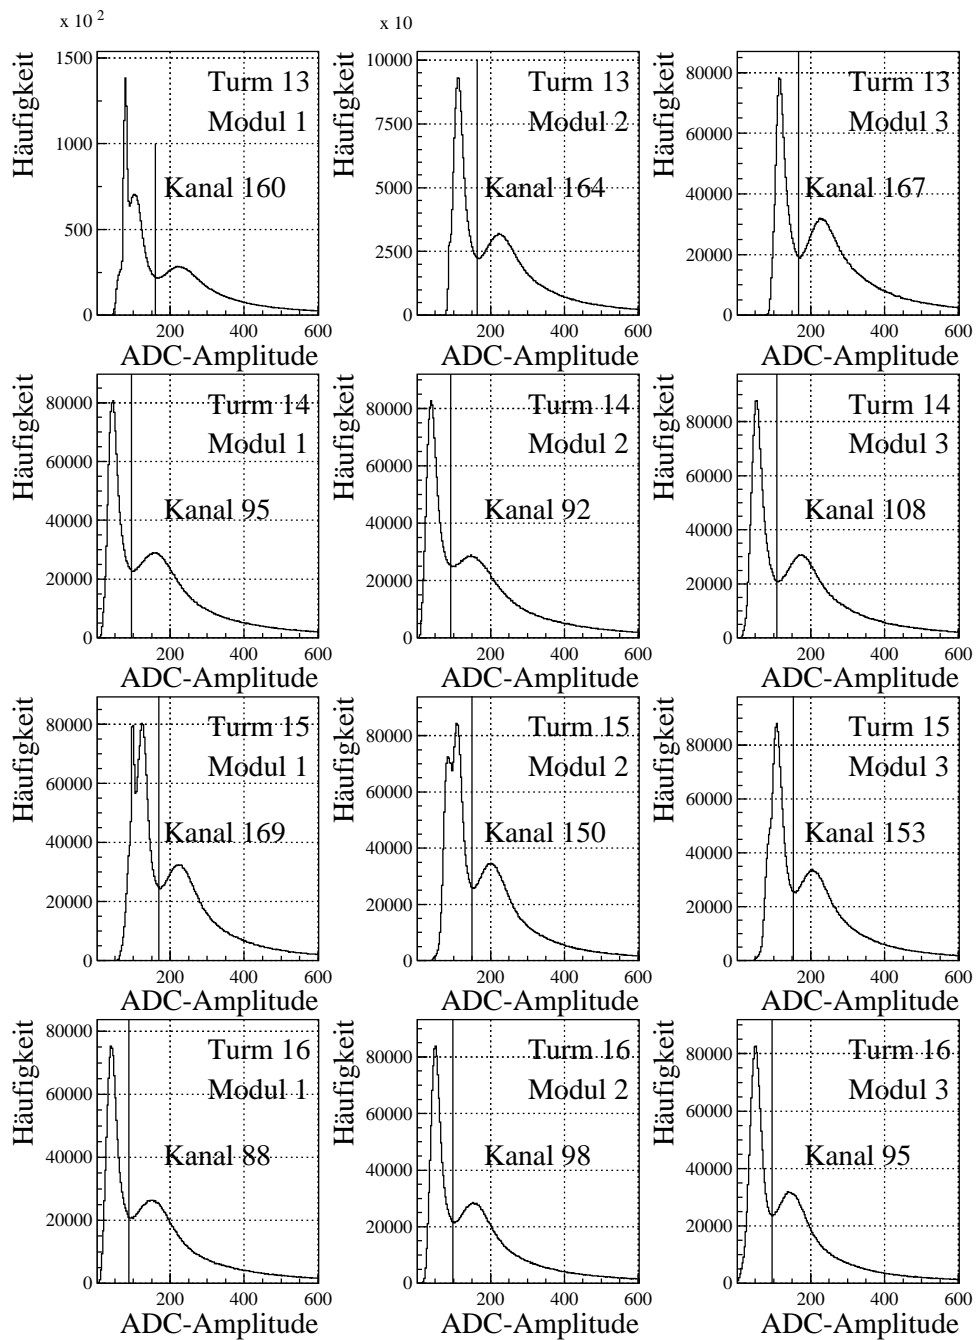 x 10 2
x 10
Häufigkeit
1500
1000
500
0
Turm 13
Modul 1
Kanal 160
200 400 600
ADC-Amplitude
Häufigkeit
10000
7500
5000
2500
0
Turm 13
Modul 2
Kanal 164
200 400 600
ADC-Amplitude
Häufigkeit
80000
60000
40000
20000
0
Turm 13
Modul 3
Kanal 167
200 400 600
ADC-Amplitude
Häufigkeit
80000
60000
40000
20000
0
Turm 14
Modul 1
Kanal 95
200 400 600
ADC-Amplitude
Häufigkeit
80000
60000
40000
20000
0
Turm 14
Modul 2
Kanal 92
200 400 600
ADC-Amplitude
Häufigkeit
80000
60000
40000
20000
0
Turm 14
Modul 3
Kanal 108
200 400 600
ADC-Amplitude
Häufigkeit
80000
60000
40000
20000
0
Turm 15
Modul 1
Kanal 169
200 400 600
ADC-Amplitude
Häufigkeit
80000
60000
40000
20000
0
Turm 15
Modul 2
Kanal 150
200 400 600
ADC-Amplitude
Häufigkeit
80000
60000
40000
20000
0
Turm 15
Modul 3
Kanal 153
200 400 600
ADC-Amplitude
Häufigkeit
80000
60000
40000
20000
0
Turm 16
Modul 1
Kanal 88
200 400 600
ADC-Amplitude
Häufigkeit
80000
60000
40000
20000
0
Turm 16
Modul 2
Kanal 98
200 400 600
ADC-Amplitude
Häufigkeit
80000
60000
40000
20000
0
Turm 16
Modul 3
Kanal 95
200 400 600
ADC-Amplitude